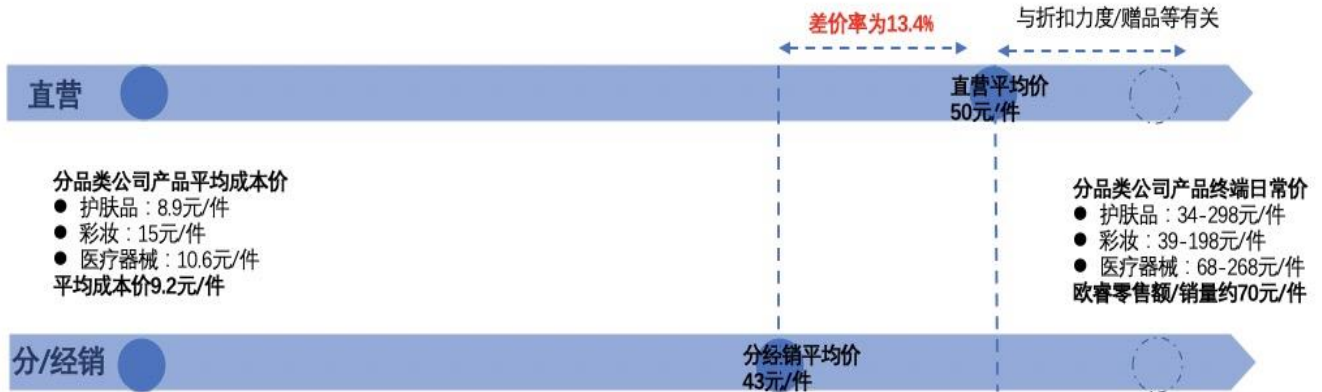 差价率为13.4%
与折扣力度/赠品等有关
直营
直营平均价
50元/件
分品类公司产品平均成本价
● 护肤品：8.9元/件
● 彩妆：15元/件
● 医疗器械：10.6元/件
平均成本价9.2元/件
分品类公司产品终端日常价
● 护肤品：34-298元/件
● 彩妆：39-198元/件
● 医疗器械：68-268元/件
欧睿零售额/销量约70元/件
分/经销
分经销平均价
43元/件